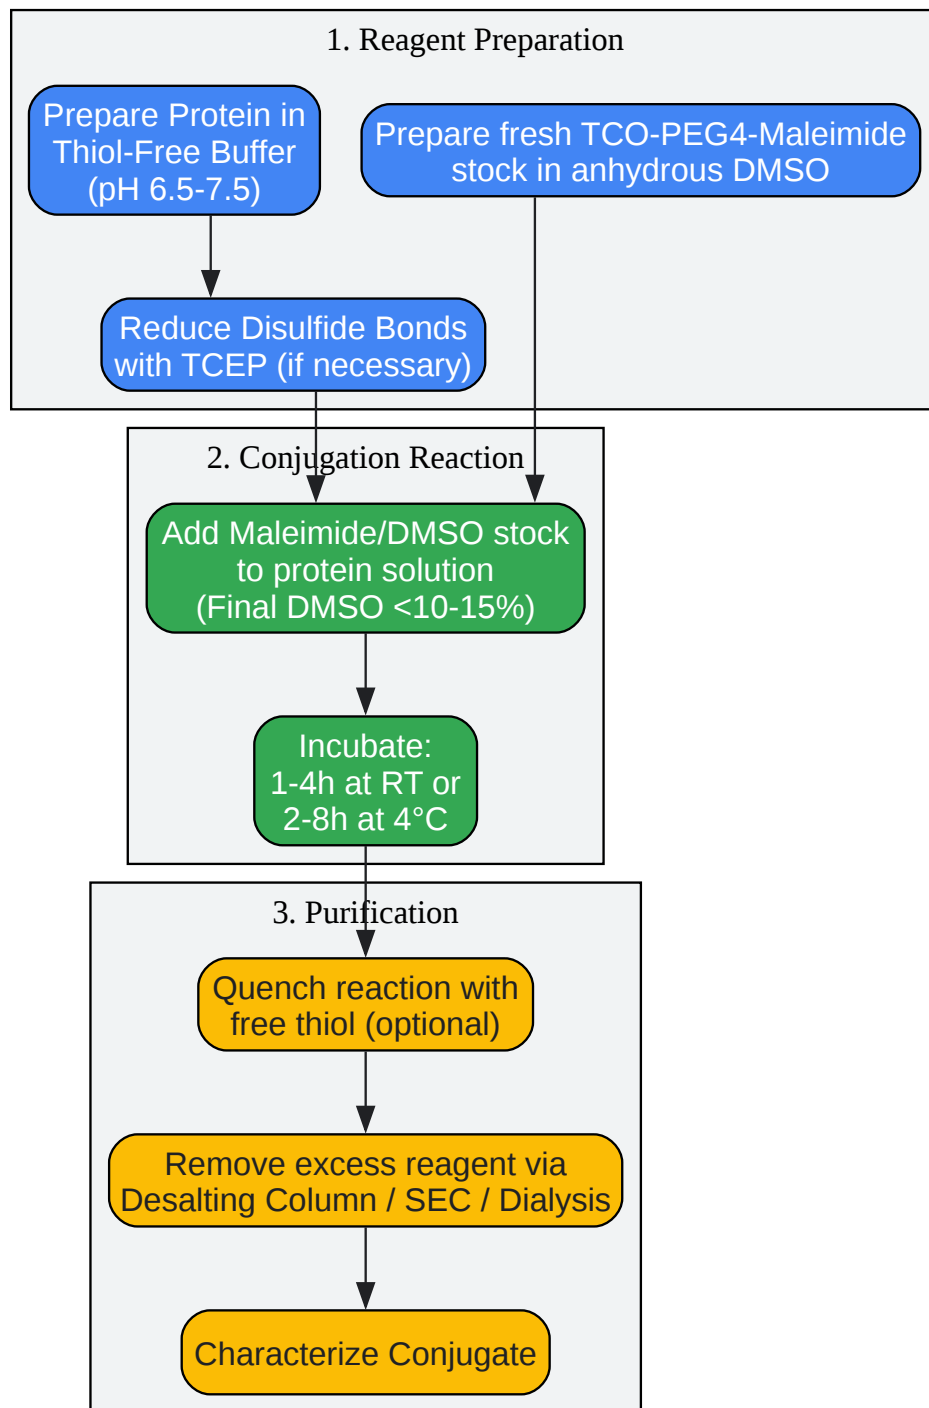 1. Reagent Preparation
Prepare Protein in
Thiol-Free Buffer
(pH 6.5-7.5)
Prepare fresh TCO-PEG4-Maleimide
stock in anhydrous DMSO
Reduce Disulfide Bonds
with TCEP (if necessary)
2. Conjugation Reaction
Add Maleimide/DMSO stock
to protein solution
(Final DMSO <10-15%)
Incubate:
1-4h at RT or
2-8h at 4°C
3. Purification
Quench reaction with
free thiol (optional)
Remove excess reagent via
Desalting Column / SEC / Dialysis
Characterize Conjugate